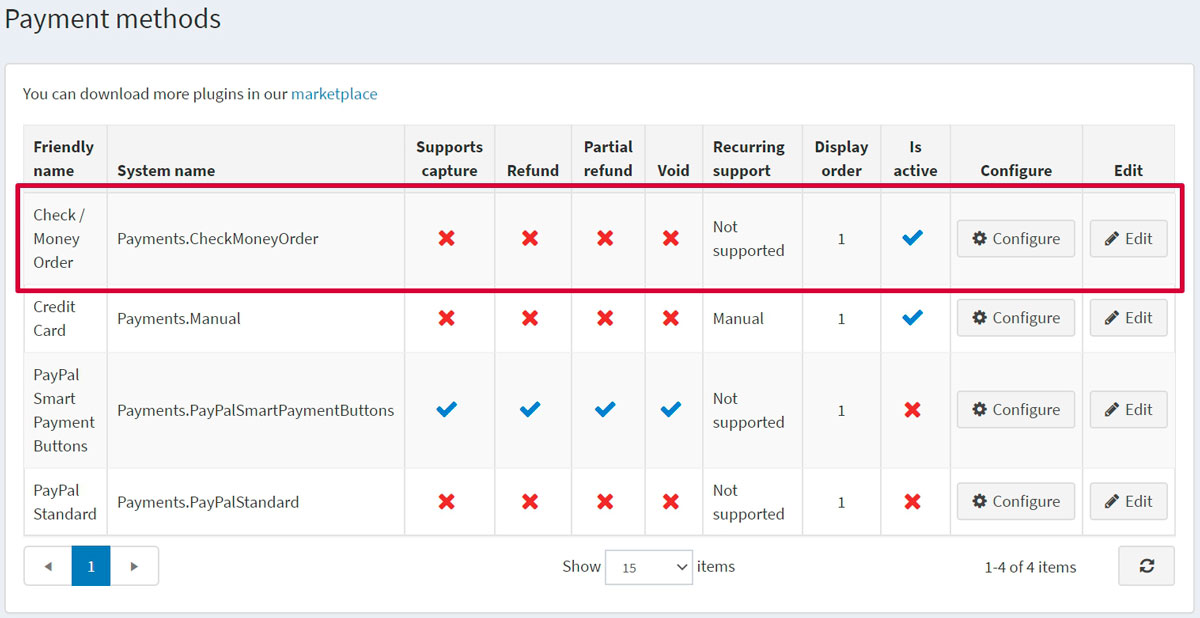 Payment methods
You can download more plugins in our marketplace
Friendly name System name Supports capture Refund Partial refund Void Recurring support Display order Is active Configure Edit
Check / Money Order Payments.CheckMoneyOrder Not supported 1 Configure Edit
Credit Card Payments.Manual Manual 1 Configure Edit
PayPal Smart Payment Buttons Payments.PayPalSmartPaymentButtons Not supported 1 Configure Edit
PayPal Standard Payments.PayPalStandard Not supported 1 Configure Edit
1 Show 15 items 1-4 of 4 items